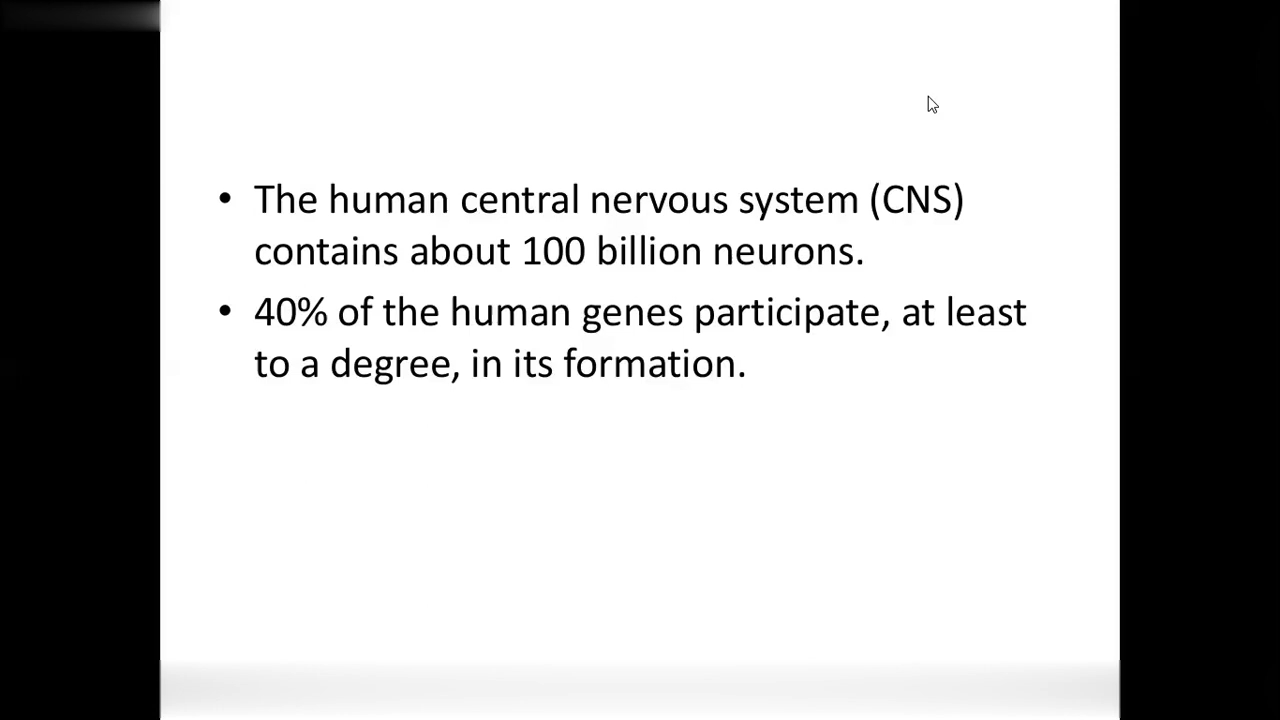 • The human central nervous system (CNS)
contains about 100 billion neurons.
• 40% of the human genes participate, at least
to a degree, in its formation.